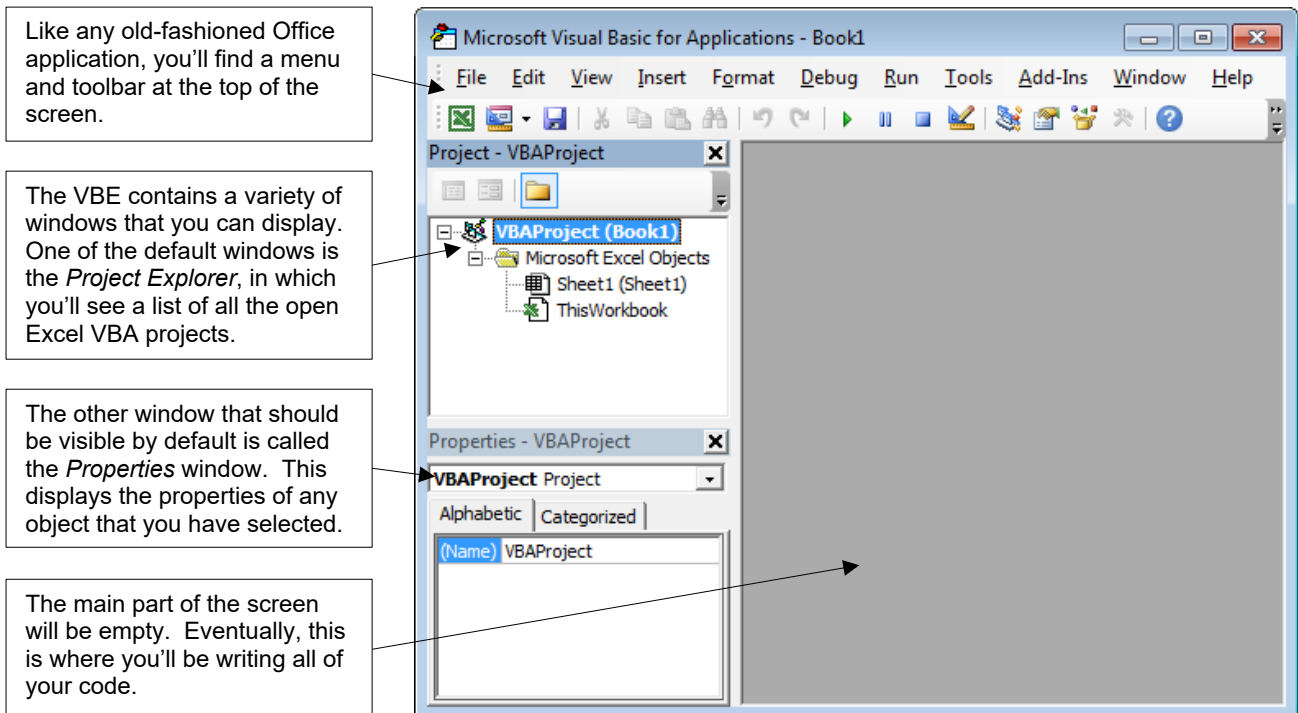 Like any old-fashioned Office
application, you’ll find a menu
and toolbar at the top of the
screen.
The VBE contains a variety of
windows that you can display.
One of the default windows is
the Project Explorer, in which
you’ll see a list of all the open
Excel VBA projects.
The other window that should
be visible by default is called
the Properties window.  This
displays the properties of any
object that you have selected.
The main part of the screen
will be empty.  Eventually, this
is where you’ll be writing all of
your code.
Microsoft Visual Basic for Applications - Book1
File Edit View Insert Format Debug Run Tools Add-Ins Window Help
Project - VBAProject
VBAProject (Book1)
Microsoft Excel Objects
Sheet1 (Sheet1)
ThisWorkbook
Properties - VBAProject
VBAProject Project
Alphabetic Categorized
(Name) VBAProject